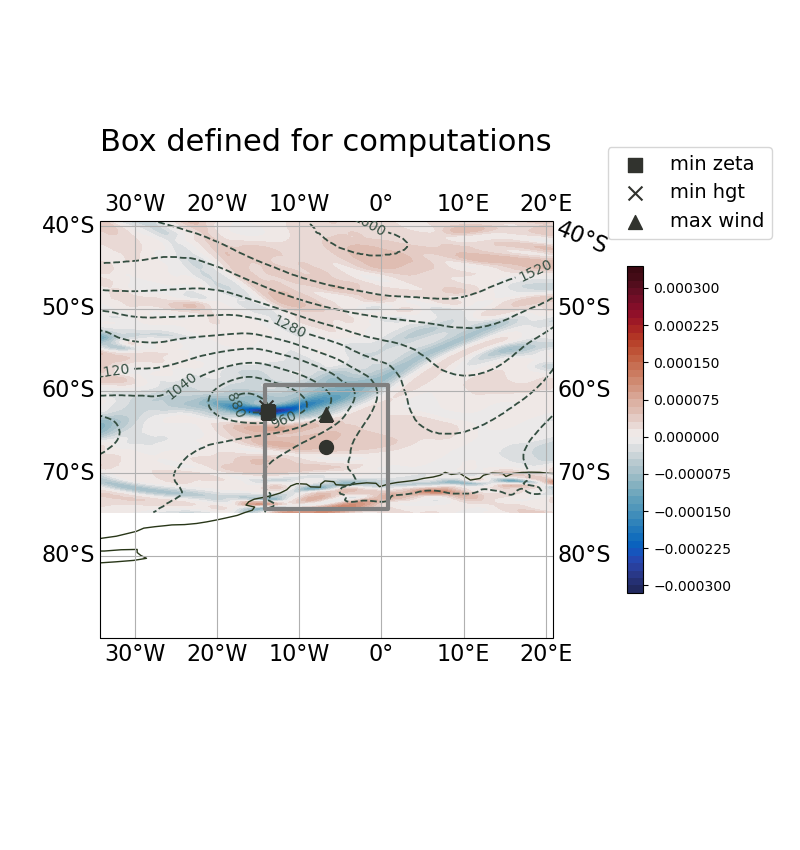 Box defined for computations
min zeta
min hgt
max wind
30°W 20°W 10°W 0° 10°E 20°E
40°S 40°S
1520
50°S 50°S
1280
1040
60°S 60°S
880
960
70°S 70°S
80°S 80°S
30°W 20°W 10°W 0° 10°E 20°E
0.000300
0.000225
0.000150
0.000075
0.000000
−0.000075
−0.000150
−0.000225
−0.000300